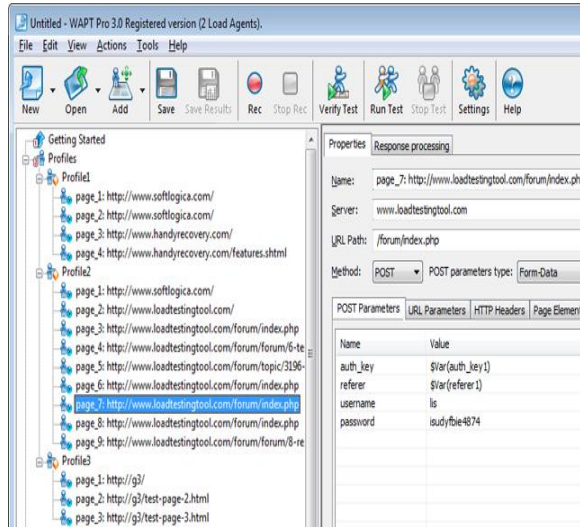 Untitled - WAPT Pro 3.0 Registered version (2 Load Agents).
File Edit View Actions Tools Help
New Open Add Save Save Results Rec Stop Rec Verify Test Run Test Stop Test Settings Help
Getting Started
Profiles
Profile1
page_1: http://www.softlogica.com/
page_2: http://www.softlogica.com/
page_3: http://www.handyrecovery.com/
page_4: http://www.handyrecovery.com/features.shtml
Profile2
page_1: http://www.softlogica.com/
page_2: http://www.loadtestingtool.com/
page_3: http://www.loadtestingtool.com/forum/index.php
page_4: http://www.loadtestingtool.com/forum/forum/6-te
page_5: http://www.loadtestingtool.com/forum/topic/3196-
page_6: http://www.loadtestingtool.com/forum/index.php
page_7: http://www.loadtestingtool.com/forum/index.php
page_8: http://www.loadtestingtool.com/forum/index.php
page_9: http://www.loadtestingtool.com/forum/forum/8-re
Profile3
page_1: http://g3/
page_2: http://g3/test-page-2.html
page_3: http://g3/test-page-3.html
Properties Response processing
Name: page_7: http://www.loadtestingtool.com/forum/index.ph
Server: www.loadtestingtool.com
URL Path: /forum/index.php
Method: POST POST parameters type: Form-Data
POST Parameters URL Parameters HTTP Headers Page Element
Name Value
auth_key $Var(auth_key1)
referer $Var(referer1)
username lis
password isudyfbie4874